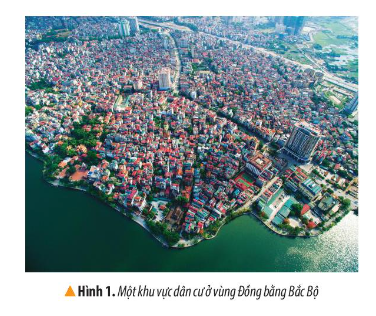 ▲ Hình 1. Một khu vực dân cư ở vùng Đồng bằng Bắc Bộ